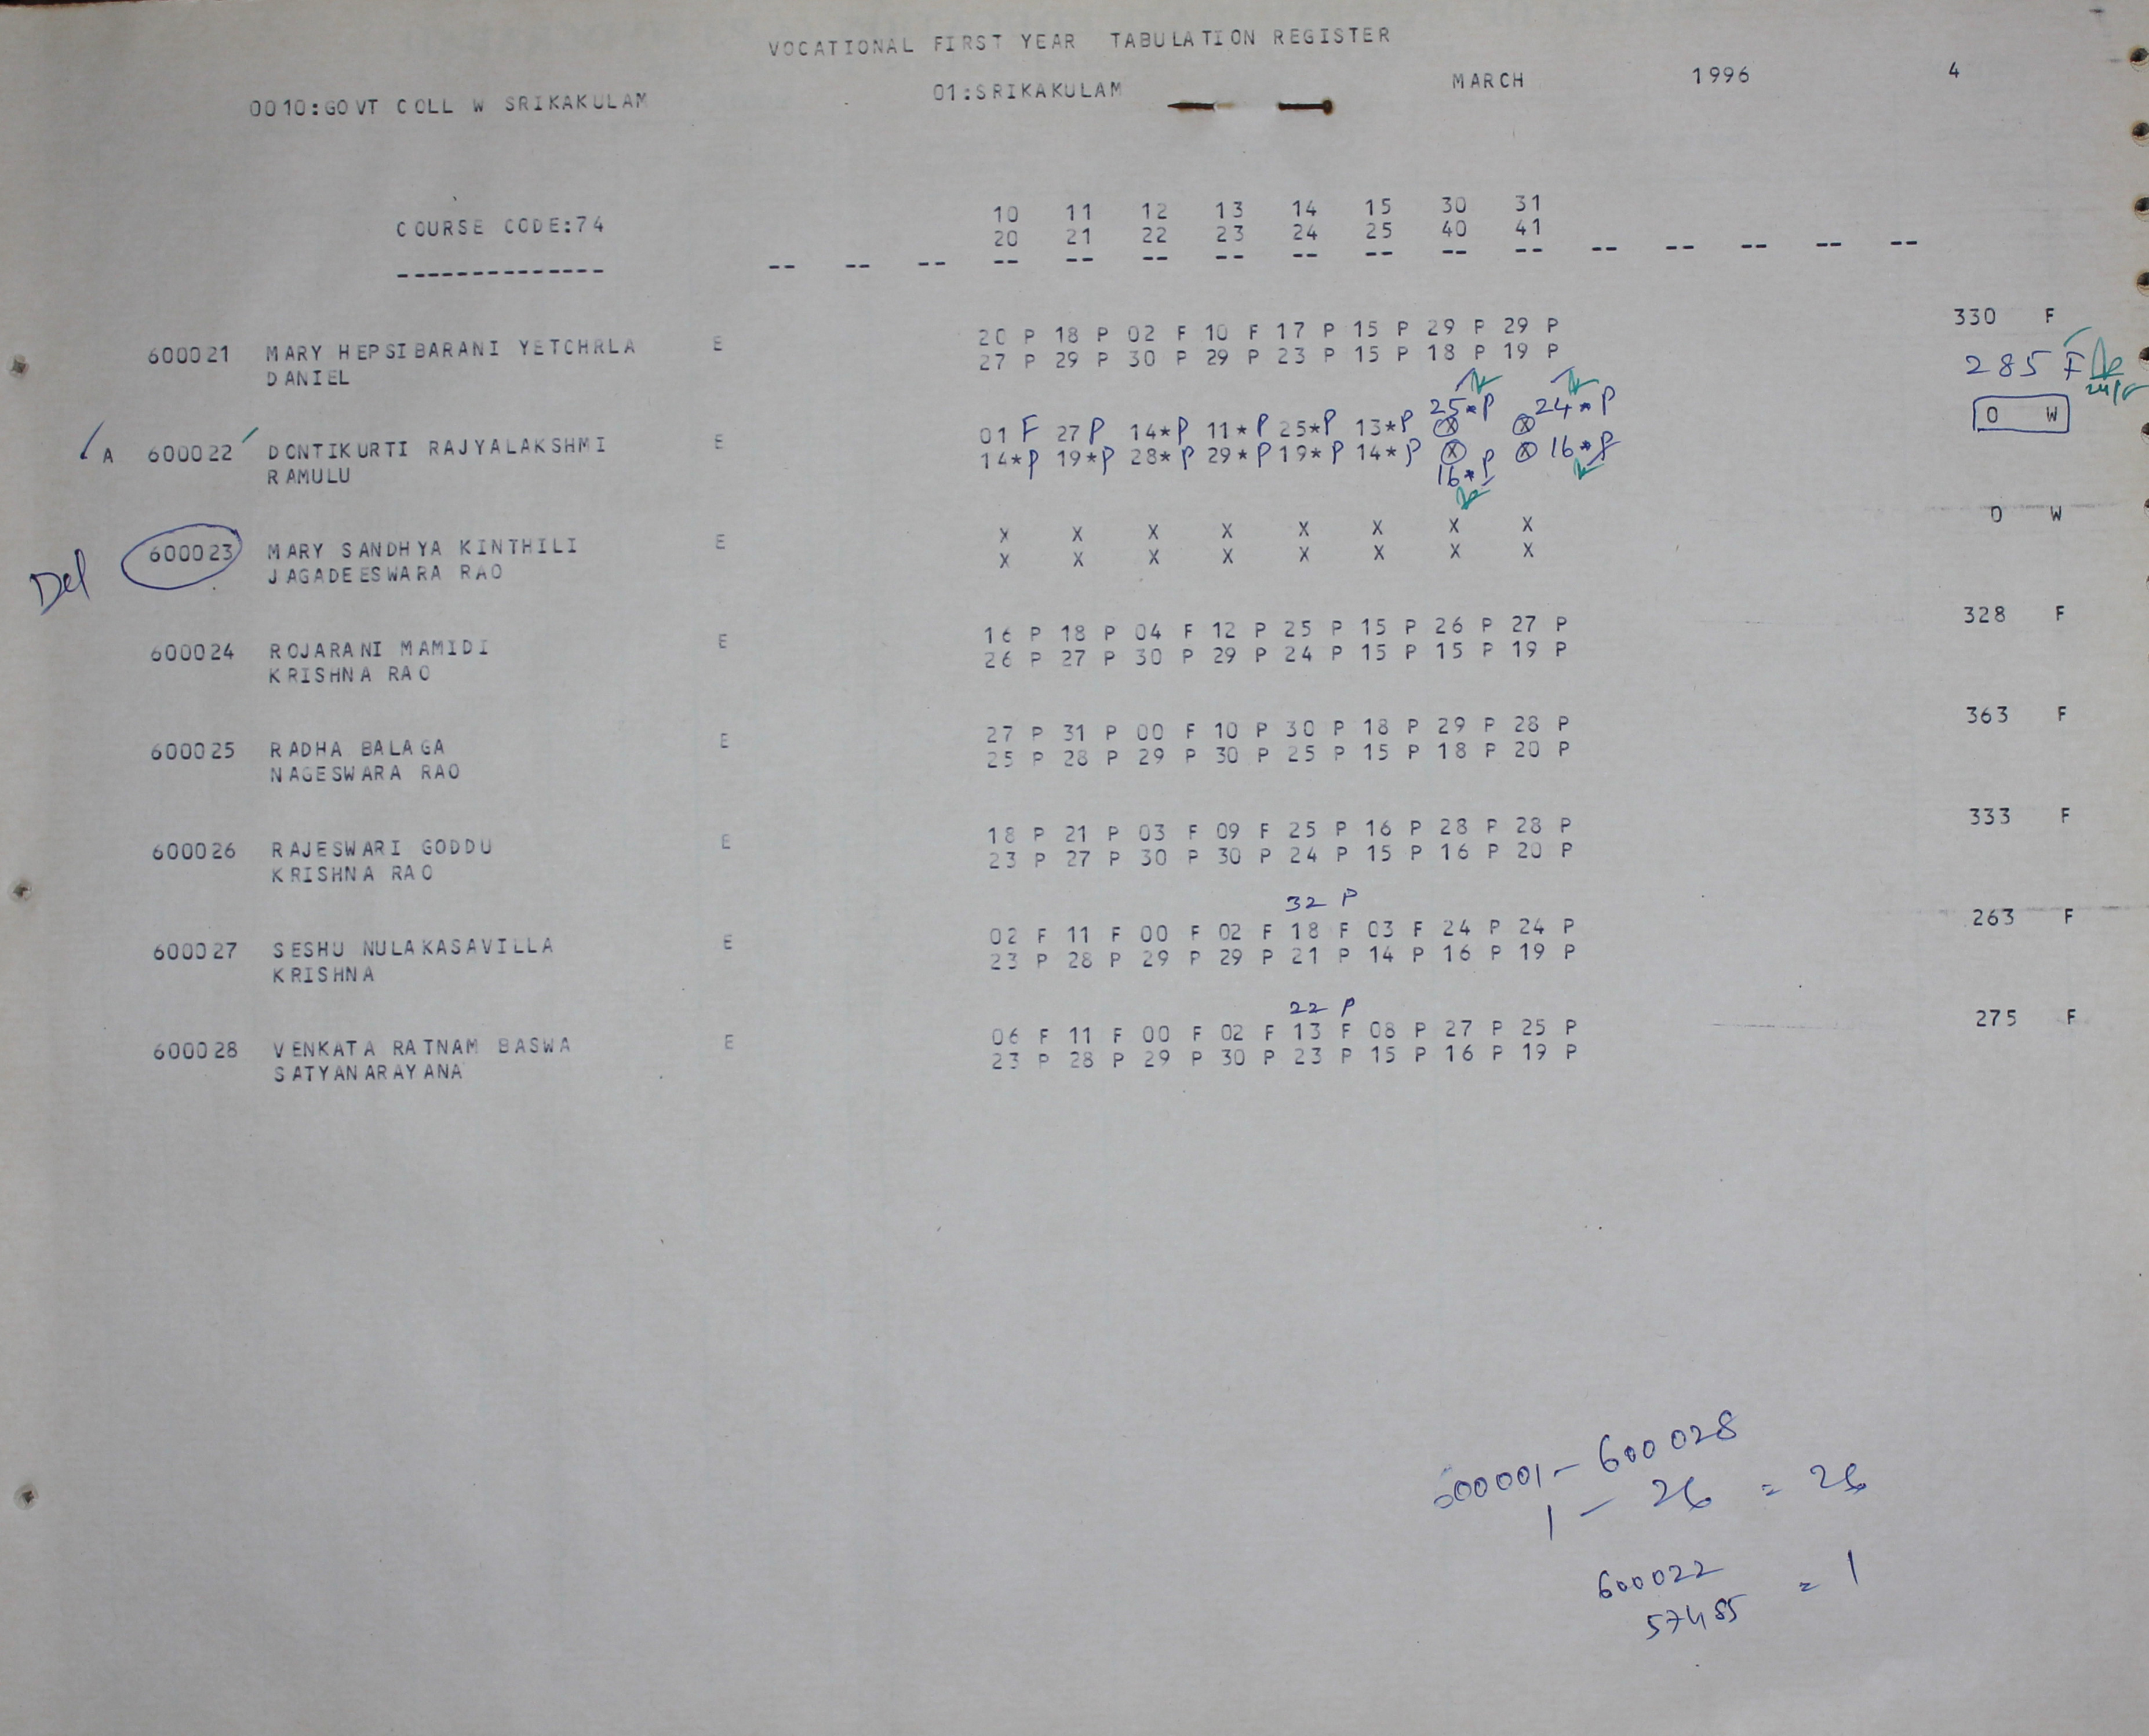 VOCATIONAL FIRST YEAR TABULATION REGISTER
0010:GOVT COLL W SRIKAKULAM 01:SRIKAKULAM MARCH 1996 4
10 11 12 13 14 15 30 31
COURSE CODE:74 20 21 22 23 24 25 40 41
-------------- -- -- -- -- -- -- -- -- -- -- -- -- -- -- -- --
20 P 18 P 02 F 10 F 17 P 15 P 29 P 29 P 330 F
600021 MARY HEPSIBARANI YETCHRLA E 27 P 29 P 30 P 29 P 23 P 15 P 18 P 19 P
DANIEL
285 F
25*P 24*P
01 F 27 P 14*P 11*P 25*P 13*P X X 0 W
A 600022 DONTIKURTI RAJYALAKSHMI E 14*P 19*P 28*P 29*P 19*P 14*P X X 16*P
RAMULU 16*P
X X X X X X X X 0 W
Del 600023 MARY SANDHYA KINTHILI E X X X X X X X X
JAGADEESWARA RAO
16 P 18 P 04 F 12 P 25 P 15 P 26 P 27 P 328 F
600024 ROJARANI MAMIDI E 26 P 27 P 30 P 29 P 24 P 15 P 15 P 19 P
KRISHNA RAO
27 P 31 P 00 F 10 P 30 P 18 P 29 P 28 P 363 F
600025 RADHA BALAGA E 25 P 28 P 29 P 30 P 25 P 15 P 18 P 20 P
NAGESWARA RAO
18 P 21 P 03 F 09 F 25 P 16 P 28 P 28 P 333 F
600026 RAJESWARI GODDU E 23 P 27 P 30 P 30 P 24 P 15 P 16 P 20 P
KRISHNA RAO
32 P
02 F 11 F 00 F 02 F 18 F 03 F 24 P 24 P 263 F
600027 SESHU NULAKASAVILLA E 23 P 28 P 29 P 29 P 21 P 14 P 16 P 19 P
KRISHNA
22 P
06 F 11 F 00 F 02 F 13 F 08 P 27 P 25 P 275 F
600028 VENKATA RATNAM BASWA E 23 P 28 P 29 P 30 P 23 P 15 P 16 P 19 P
SATYANARAYANA
600001 - 600028
1 - 26 = 26
600022 = 1
57485